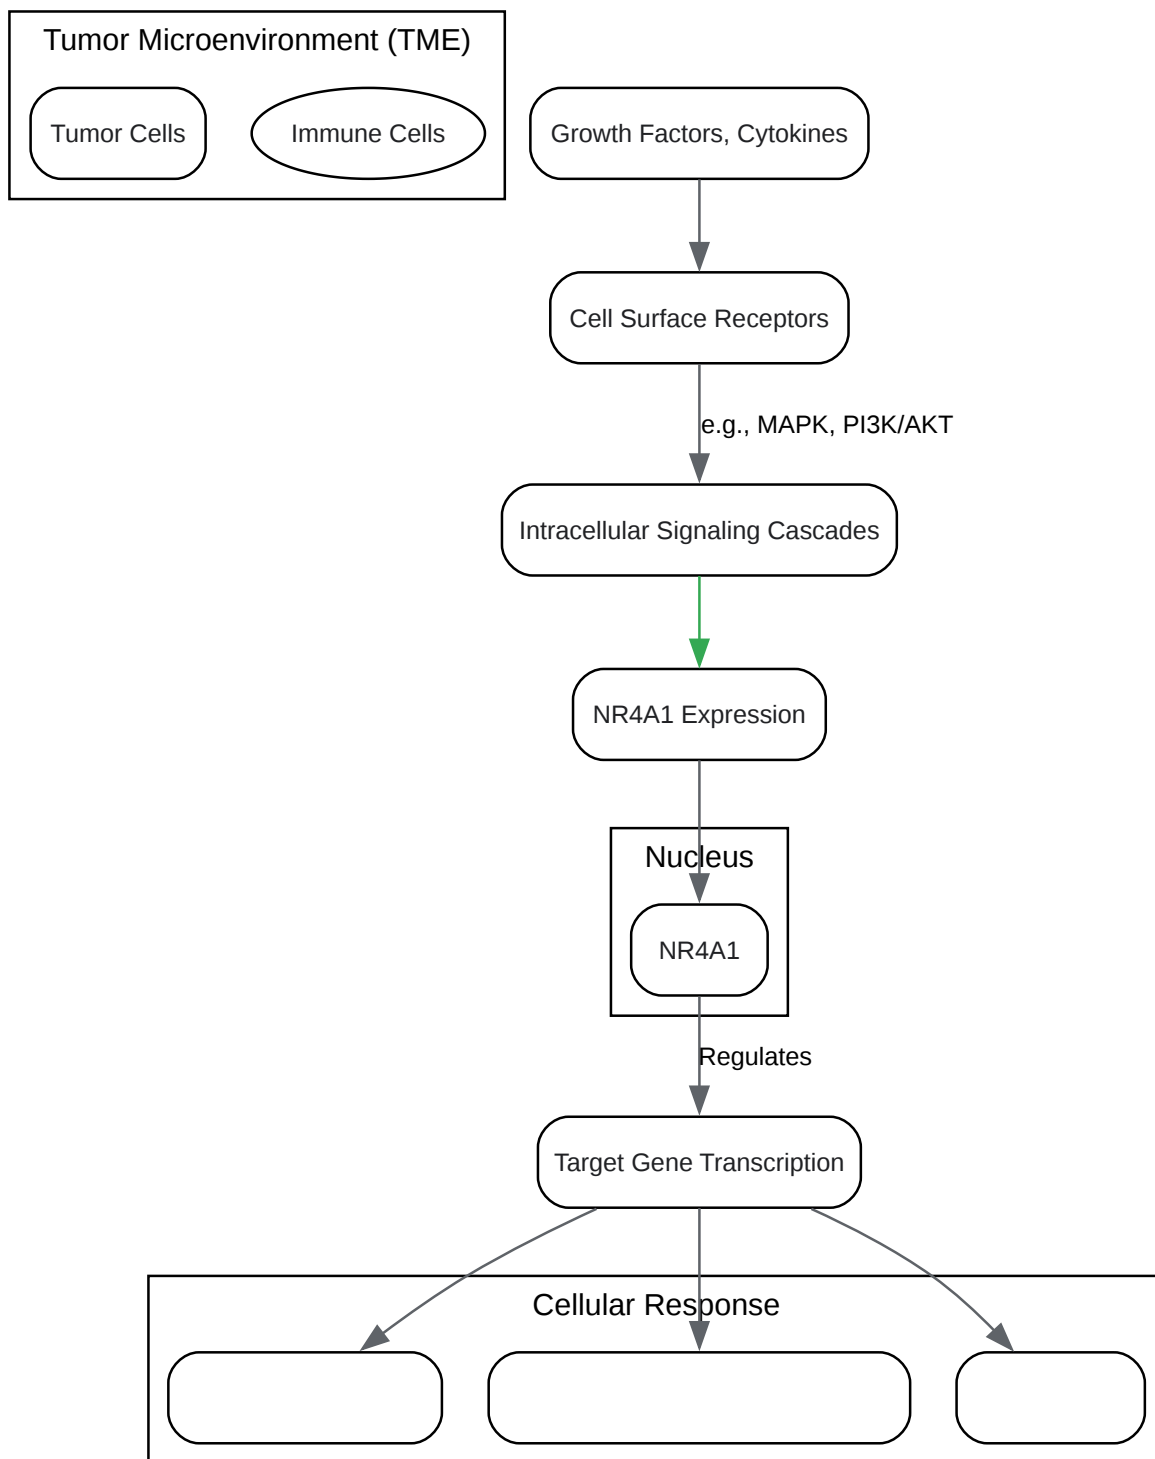 Tumor Microenvironment (TME)
Tumor Cells
Immune Cells
Growth Factors, Cytokines
Cell Surface Receptors
e.g., MAPK, PI3K/AKT
Intracellular Signaling Cascades
NR4A1 Expression
Nucleus
NR4A1
Regulates
Target Gene Transcription
Cellular Response